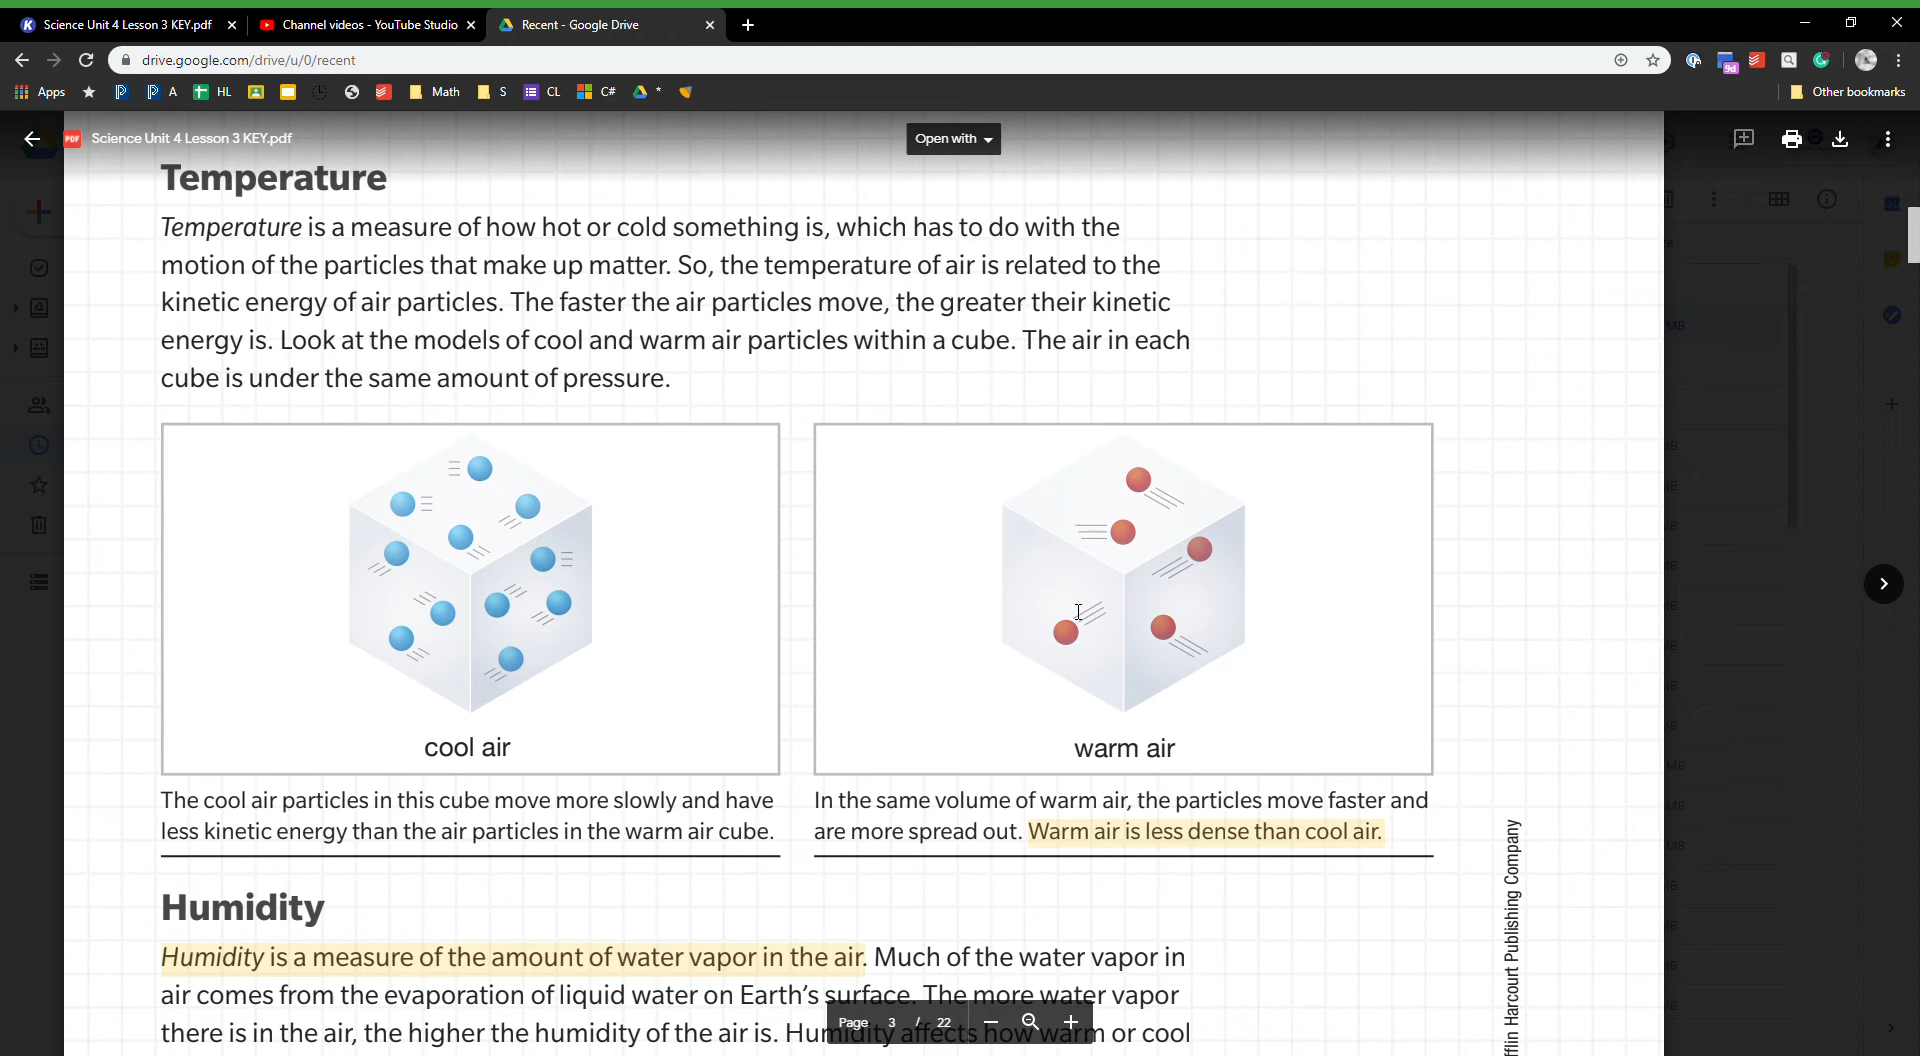 Science Unit 4 Lesson 3 KEY.pdf
Channel videos - YouTube Studio
Recent - Google Drive
drive.google.com/drive/u/0/recent
9d
Apps
A
HL
Math
S
CL
C#
*
Other bookmarks
PDF
Science Unit 4 Lesson 3 KEY.pdf
Open with
Temperature
Temperature is a measure of how hot or cold something is, which has to do with the
motion of the particles that make up matter. So, the temperature of air is related to the
kinetic energy of air particles. The faster the air particles move, the greater their kinetic
energy is. Look at the models of cool and warm air particles within a cube. The air in each
cube is under the same amount of pressure.
cool air
warm air
The cool air particles in this cube move more slowly and have
less kinetic energy than the air particles in the warm air cube.
In the same volume of warm air, the particles move faster and
are more spread out. Warm air is less dense than cool air.
Humidity
Humidity is a measure of the amount of water vapor in the air. Much of the water vapor in
air comes from the evaporation of liquid water on Earth's surface. The more water vapor
there is in the air, the higher the humidity of the air is. Humidity affects how warm or cool
Page 3 / 22
fflin Harcourt Publishing Company
MB
MB